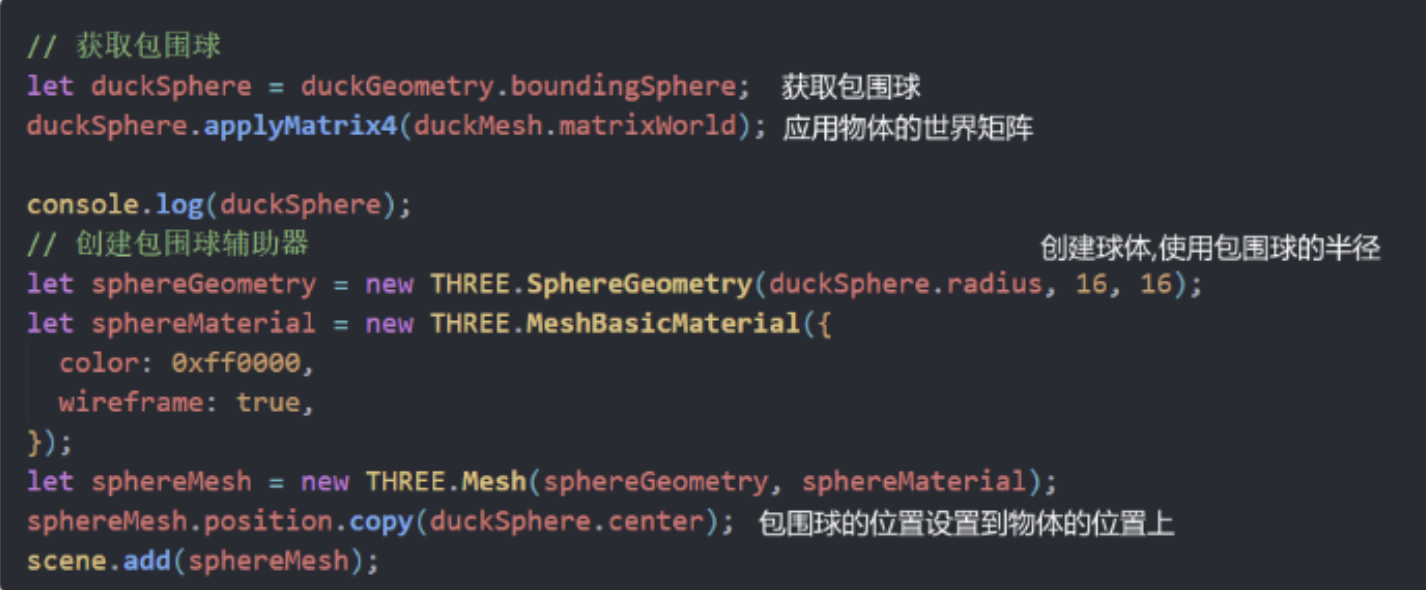 // 获取包围球
let duckSphere = duckGeometry.boundingSphere; 获取包围球
duckSphere.applyMatrix4(duckMesh.matrixWorld); 应用物体的世界矩阵
console.log(duckSphere);
// 创建包围球辅助器 创建球体,使用包围球的半径
let sphereGeometry = new THREE.SphereGeometry(duckSphere.radius, 16, 16);
let sphereMaterial = new THREE.MeshBasicMaterial({
color: 0xff0000,
wireframe: true,
});
let sphereMesh = new THREE.Mesh(sphereGeometry, sphereMaterial);
sphereMesh.position.copy(duckSphere.center); 包围球的位置设置到物体的位置上
scene.add(sphereMesh);